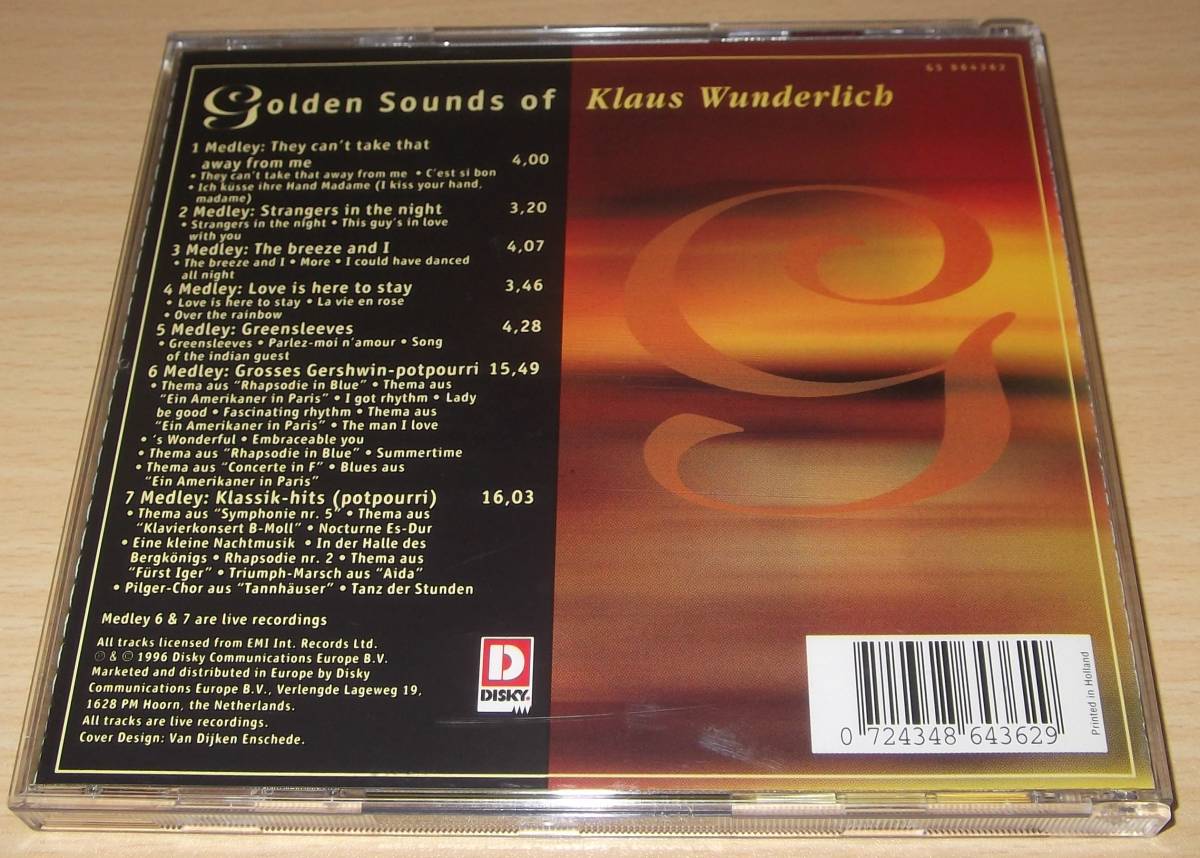 GS 864362
Golden Sounds of Klaus Wunderlich
1 Medley: They can't take that
away from me 4,00
• They can't take that away from me • C'est si bon
• Ich küsse ihre Hand Madame (I kiss your hand,
madame)
2 Medley: Strangers in the night 3,20
• Strangers in the night • This guy's in love
with you
3 Medley: The breeze and I 4,07
• The breeze and I • More • I could have danced
all night
4 Medley: Love is here to stay 3,46
• Love is here to stay • La vie en rose
• Over the rainbow
5 Medley: Greensleeves 4,28
• Greensleeves • Parlez-moi n'amour • Song
of the indian guest
6 Medley: Grosses Gershwin-potpourri 15,49
• Thema aus "Rhapsodie in Blue" • Thema aus
"Ein Amerikaner in Paris" • I got rhythm • Lady
be good • Fascinating rhythm • Thema aus
"Ein Amerikaner in Paris" • The man I love
• 's Wonderful • Embraceable you
• Thema aus "Rhapsodie in Blue" • Summertime
• Thema aus "Concerte in F" • Blues aus
"Ein Amerikaner in Paris"
7 Medley: Klassik-hits (potpourri) 16,03
• Thema aus "Symphonie nr. 5" • Thema aus
"Klavierkonsert B-Moll" • Nocturne Es-Dur
• Eine kleine Nachtmusik • In der Halle des
Bergkönigs • Rhapsodie nr. 2 • Thema aus
"Fürst Iger" • Triumph-Marsch aus "Aida"
• Pilger-Chor aus "Tannhäuser" • Tanz der Stunden
Medley 6 & 7 are live recordings
All tracks licensed from EMI Int. Records Ltd.
℗ & © 1996 Disky Communications Europe B.V.
Marketed and distributed in Europe by Disky
Communications Europe B.V., Verlengde Lageweg 19,
1628 PM Hoorn, the Netherlands.
All tracks are live recordings.
Cover Design: Van Dijken Enschede.
D
DISKY
0 724348 643629
Printed in Holland